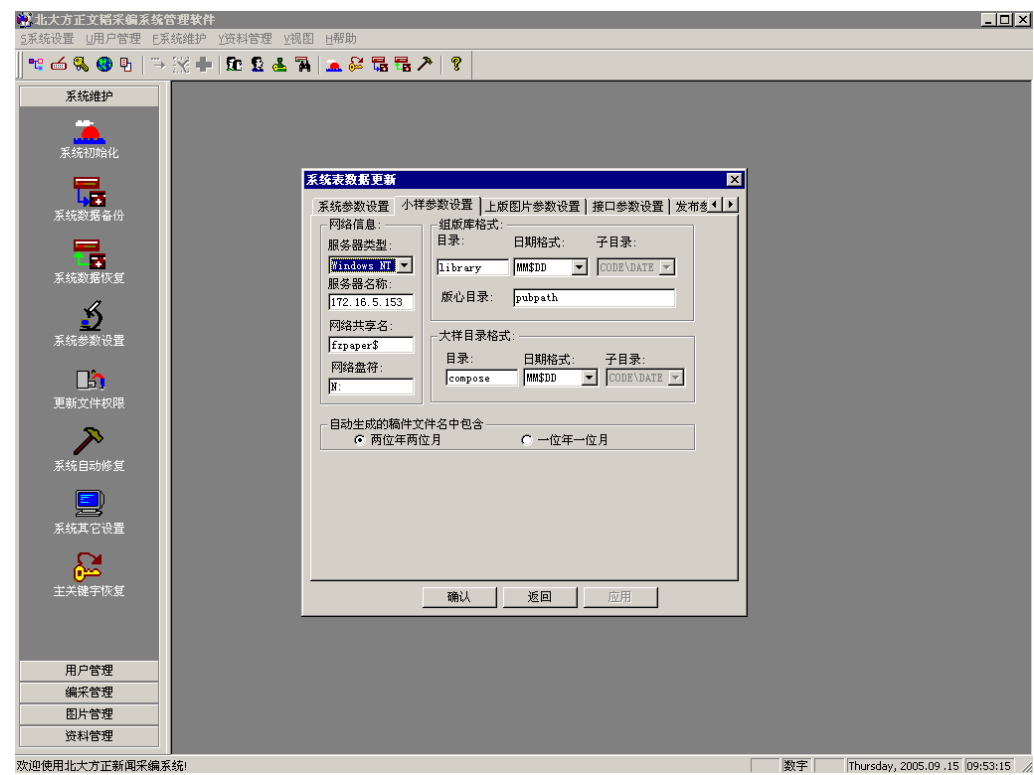 北大方正文韬采编系统管理软件
S系统设置 U用户管理 E系统维护 Y资料管理 V视图 H帮助
系统维护
系统初始化
系统数据备份
系统数据恢复
系统参数设置
更新文件权限
系统自动修复
系统其它设置
主关键字恢复
用户管理
编采管理
图片管理
资料管理
系统表数据更新
系统参数设置 小样参数设置 上版图片参数设置 接口参数设置 发布
网络信息:
服务器类型:
Windows NT
服务器名称:
172.16.5.153
网络共享名:
fzpaper$
网络盘符:
N:
组版库格式:
目录: 日期格式: 子目录:
library MM$DD CODE\DATE
版心目录: pubpath
大样目录格式:
目录: 日期格式: 子目录:
compose MM$DD CODE\DATE
自动生成的稿件文件名中包含
两位年两位月 一位年一位月
确认 返回 应用
欢迎使用北大方正新闻采编系统! 数字 Thursday, 2005.09 .15 09:53:15